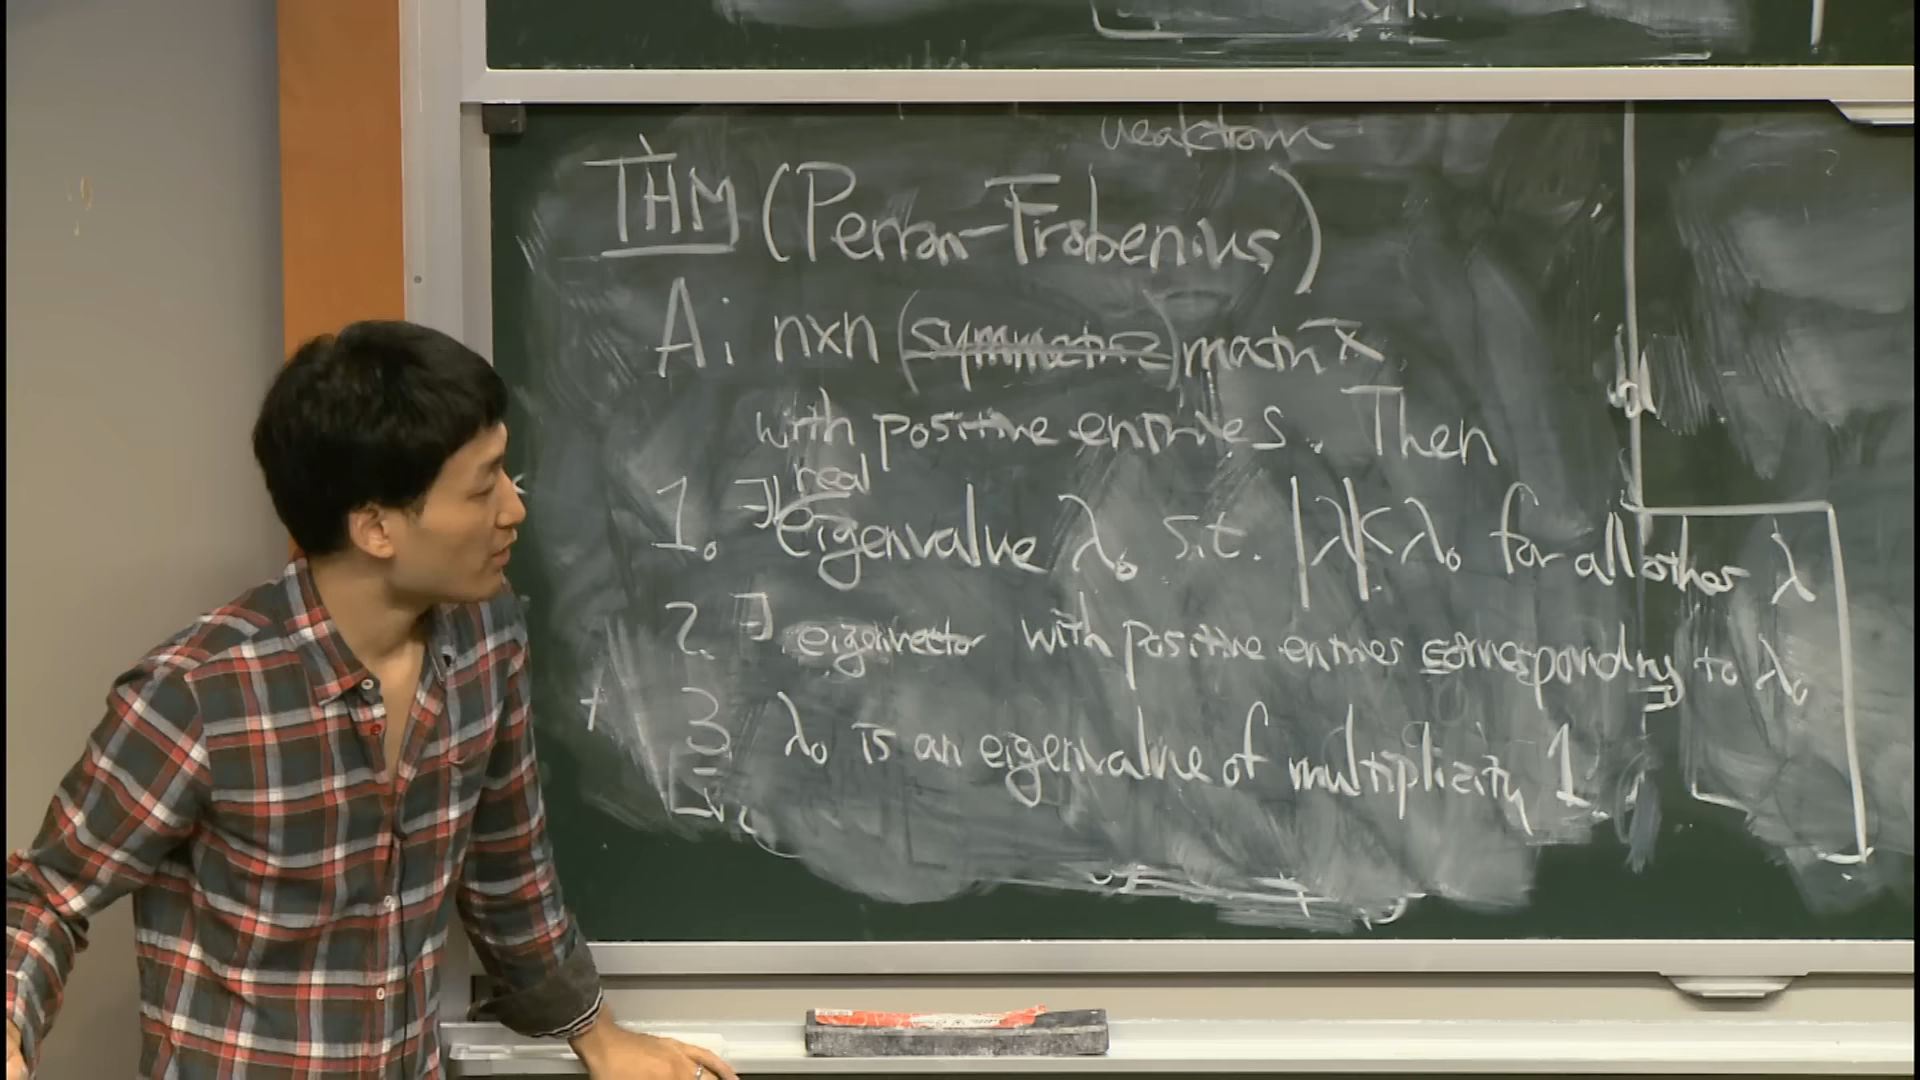 weak form
THM (Perron-Frobenius)
A: nxn (symmetric) matrix
with positive entries. Then
1. ∃ real eigenvalue λ₀ s.t. |λ|<λ₀ for all other λ
2. ∃ eigenvector with positive entries corresponding to λ₀
3 λ₀ is an eigenvalue of multiplicity 1.